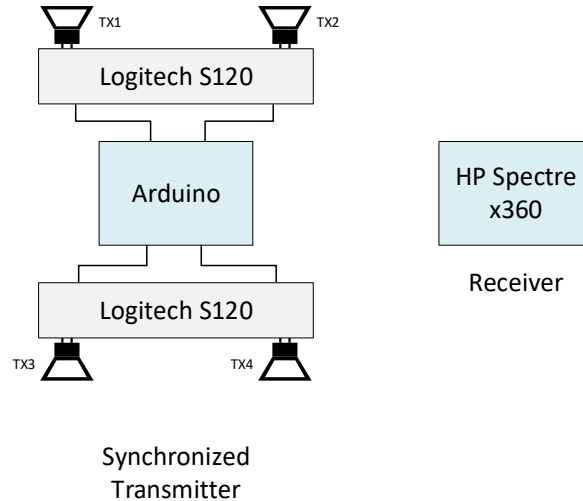 TX1
TX2
Logitech S120
Arduino
HP Spectre
x360
Logitech S120
Receiver
TX3
TX4
Synchronized
Transmitter